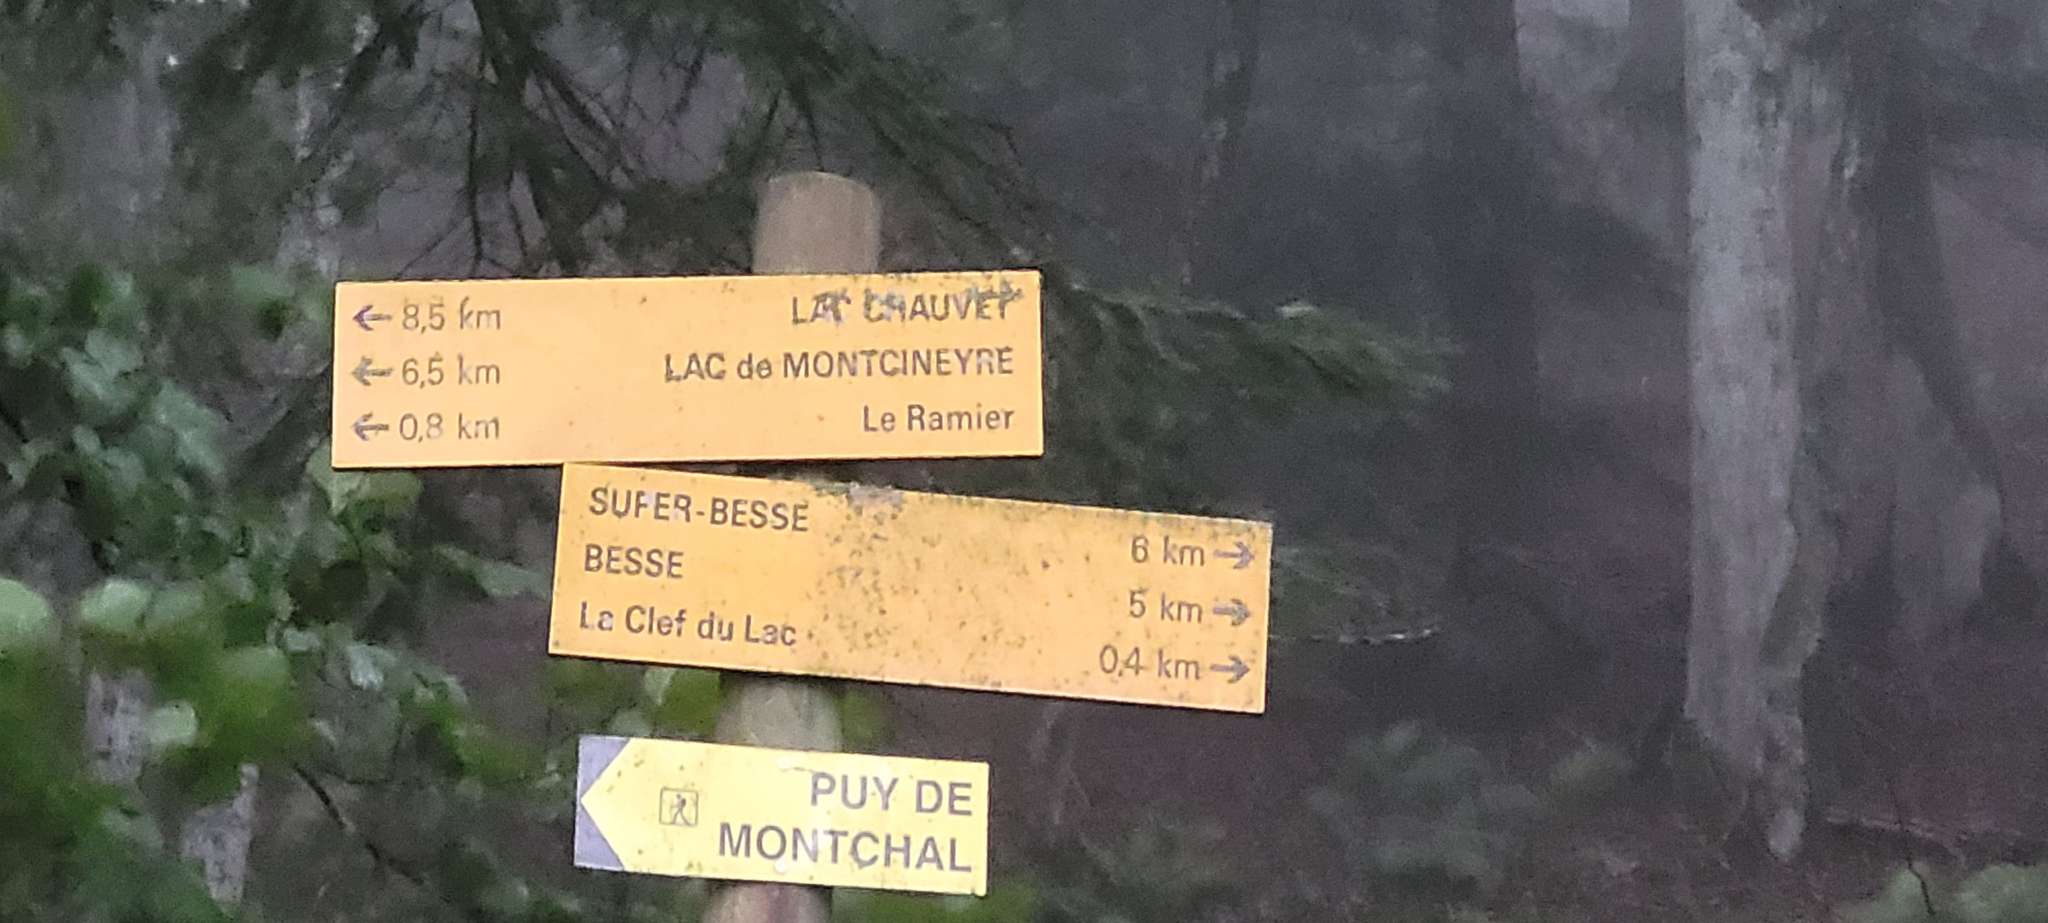 ← 8,5 km LAC CHAUVET
← 6,5 km LAC de MONTCINEYRE
← 0,8 km Le Ramier
SUPER-BESSE 6 km →
BESSE 5 km →
La Clef du Lac 0,4 km →
PUY DE
MONTCHAL